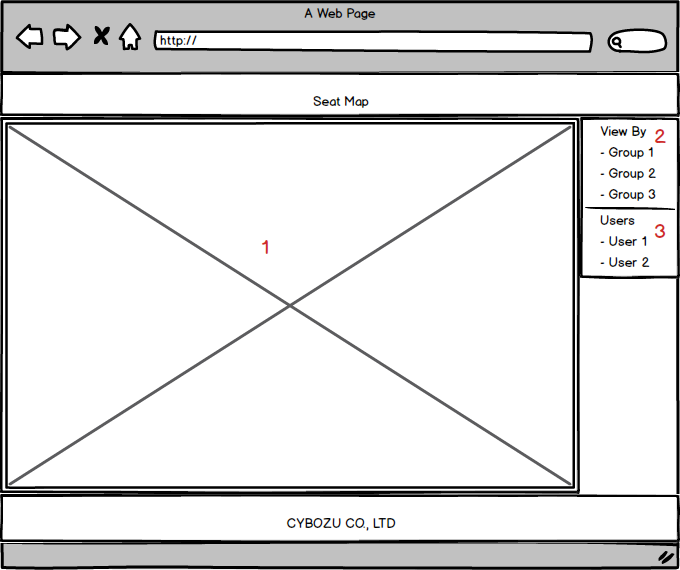 A Web Page
http://
Seat Map
1
View By 2
- Group 1
- Group 2
- Group 3
Users 3
- User 1
- User 2
CYBOZU CO., LTD